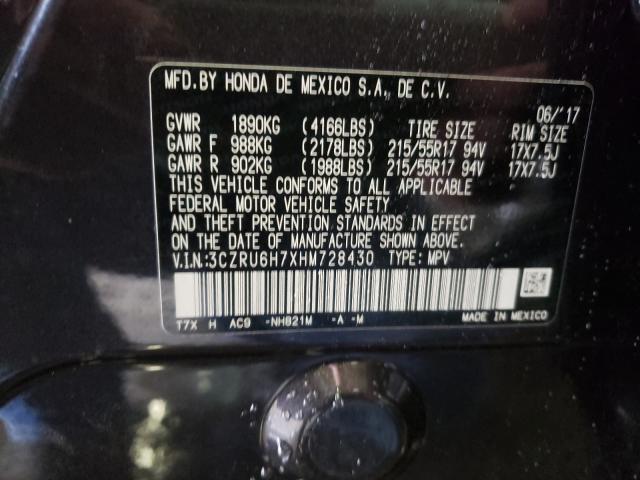 MFD.BY HONDA DE MEXICO S.A. DE C.V.
06/'17
GVWR 1890KG (4166LBS) TIRE SIZE RIM SIZE
GAWR F 988KG (2178LBS) 215/55R17 94V 17X7.5J
GAWR R 902KG (1988LBS) 215/55R17 94V 17X7.5J
THIS VEHICLE CONFORMS TO ALL APPLICABLE
FEDERAL MOTOR VEHICLE SAFETY
AND THEFT PREVENTION STANDARDS IN EFFECT
ON THE DATE OF MANUFACTURE SHOWN ABOVE.
V.I.N:3CZRU6H7XHM728430 TYPE: MPV
T7X H AC9 -NH821M -A -M MADE IN MEXICO